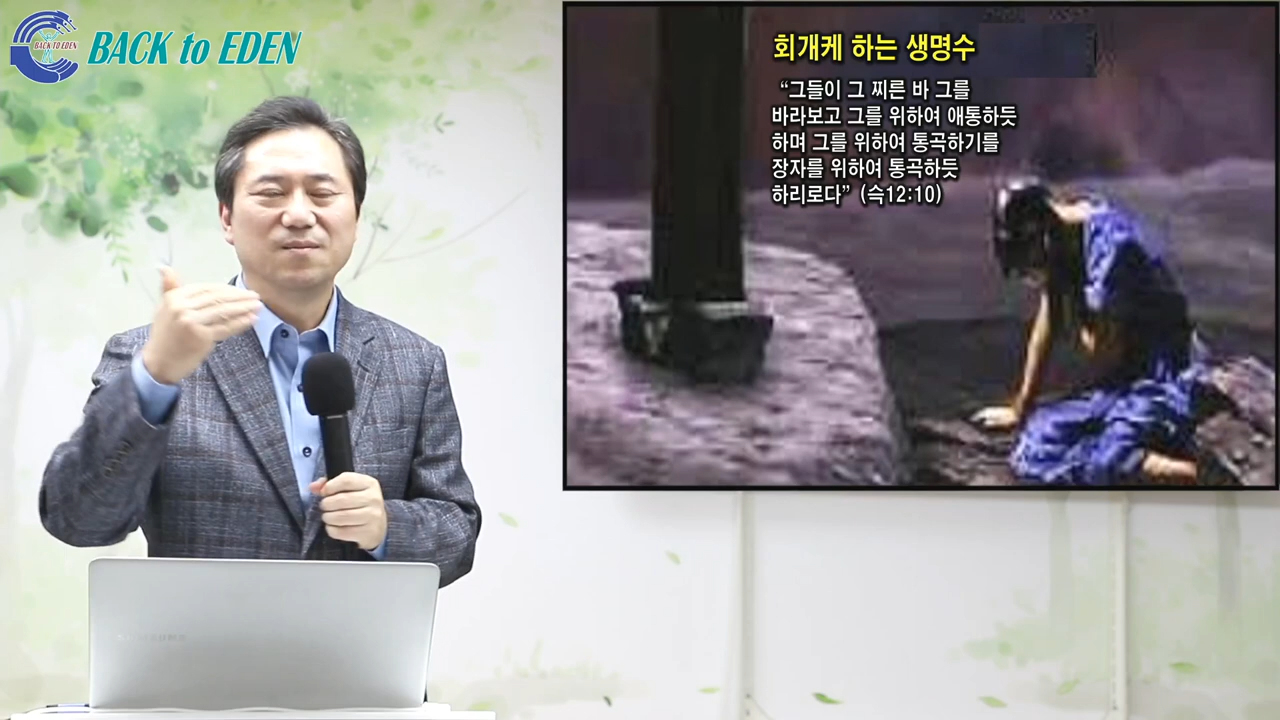 BACK TO EDEN
BACK to EDEN
회개케 하는 생명수
“그들이 그 찌른 바 그를
바라보고 그를 위하여 애통하듯
하며 그를 위하여 통곡하기를
장자를 위하여 통곡하듯
하리로다” (슥12:10)